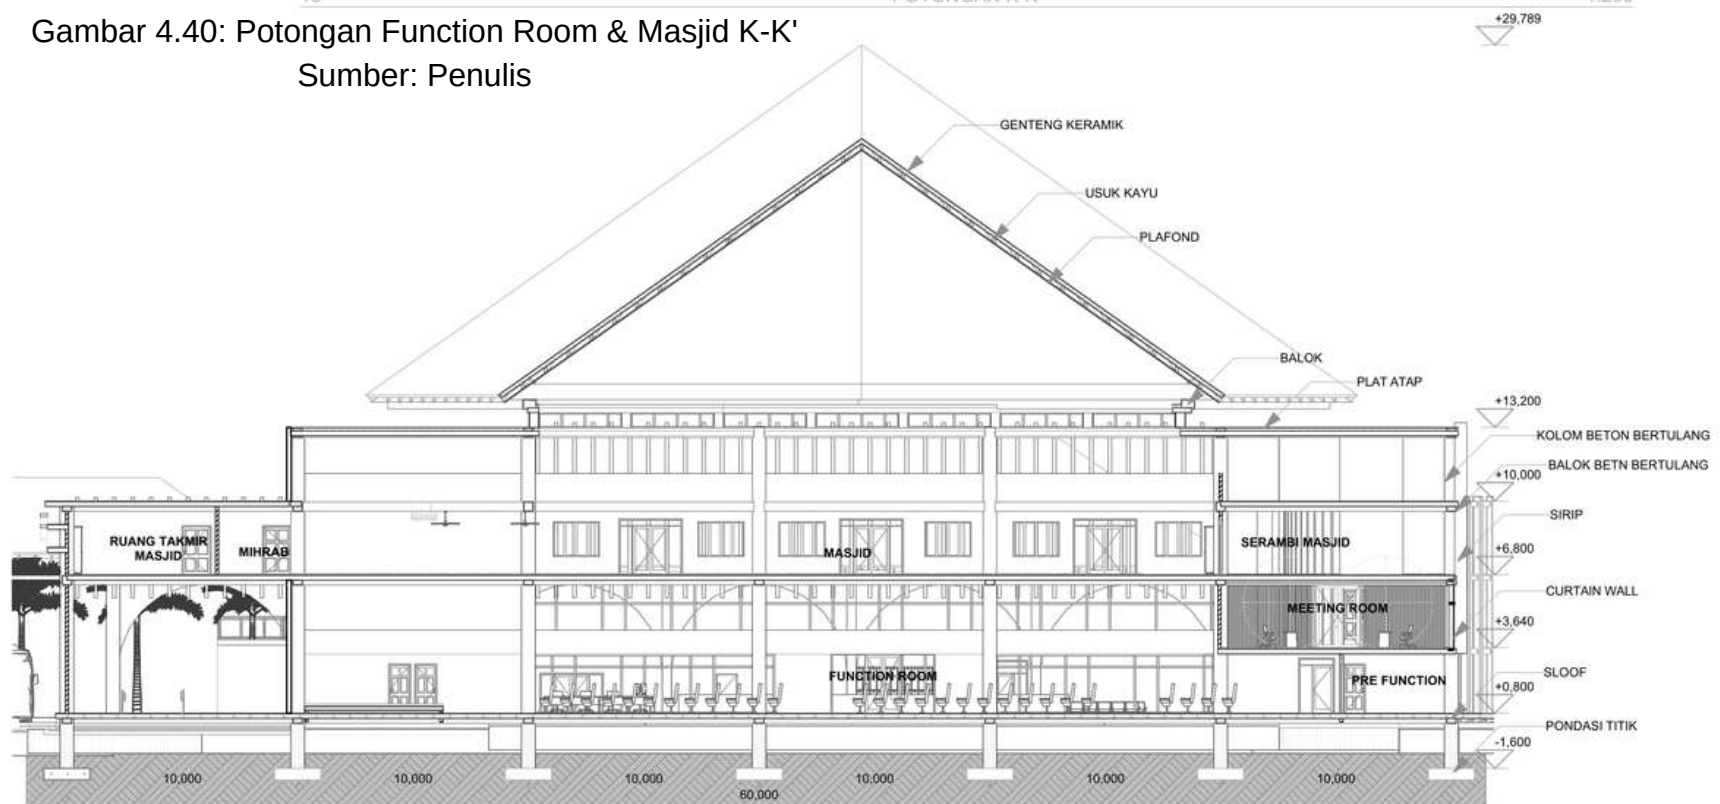 Gambar 4.40: Potongan Function Room & Masjid K-K'
Sumber: Penulis
+29,789
GENTENG KERAMIK
USUK KAYU
PLAFOND
BALOK
PLAT ATAP
+13,200
KOLOM BETON BERTULANG
BALOK BETN BERTULANG
+10,000
SIRIP
RUANG TAKMIR
MASJID
MIHRAB
MASJID
SERAMBI MASJID
+6,800
CURTAIN WALL
MEETING ROOM
+3,640
FUNCTION ROOM
PRE FUNCTION
SLOOF
+0,800
PONDASI TITIK
-1,600
10,000
10,000
10,000
10,000
10,000
10,000
60,000